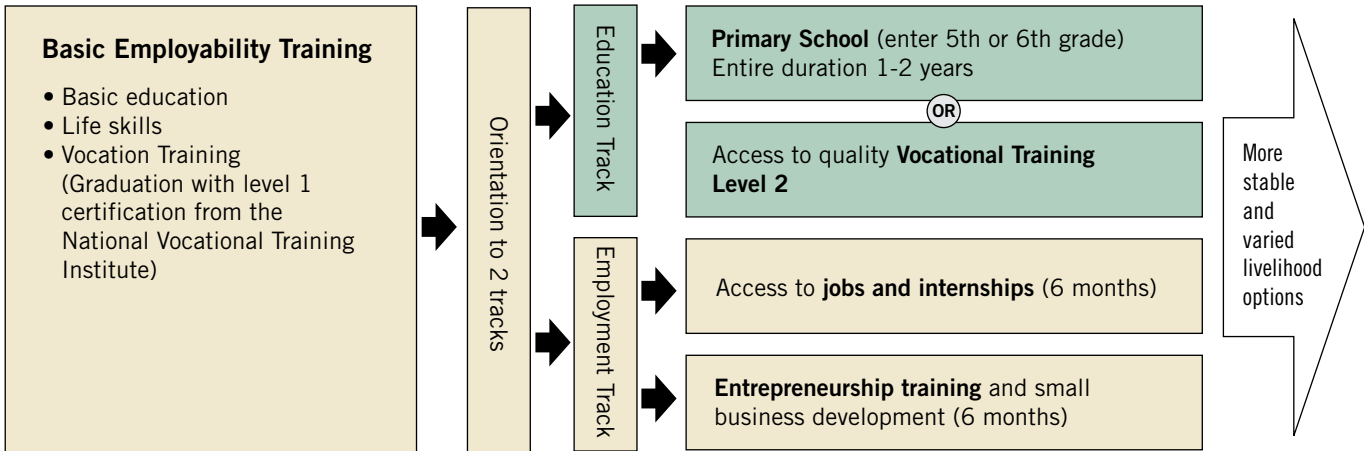 Basic Employability Training
• Basic education
• Life skills
• Vocation Training
(Graduation with level 1
certification from the
National Vocational Training
Institute)
Orientation to 2 tracks
Education Track
Primary School (enter 5th or 6th grade)
Entire duration 1-2 years
OR
Access to quality Vocational Training
Level 2
Employment Track
Access to jobs and internships (6 months)
Entrepreneurship training and small
business development (6 months)
More
stable
and
varied
livelihood
options